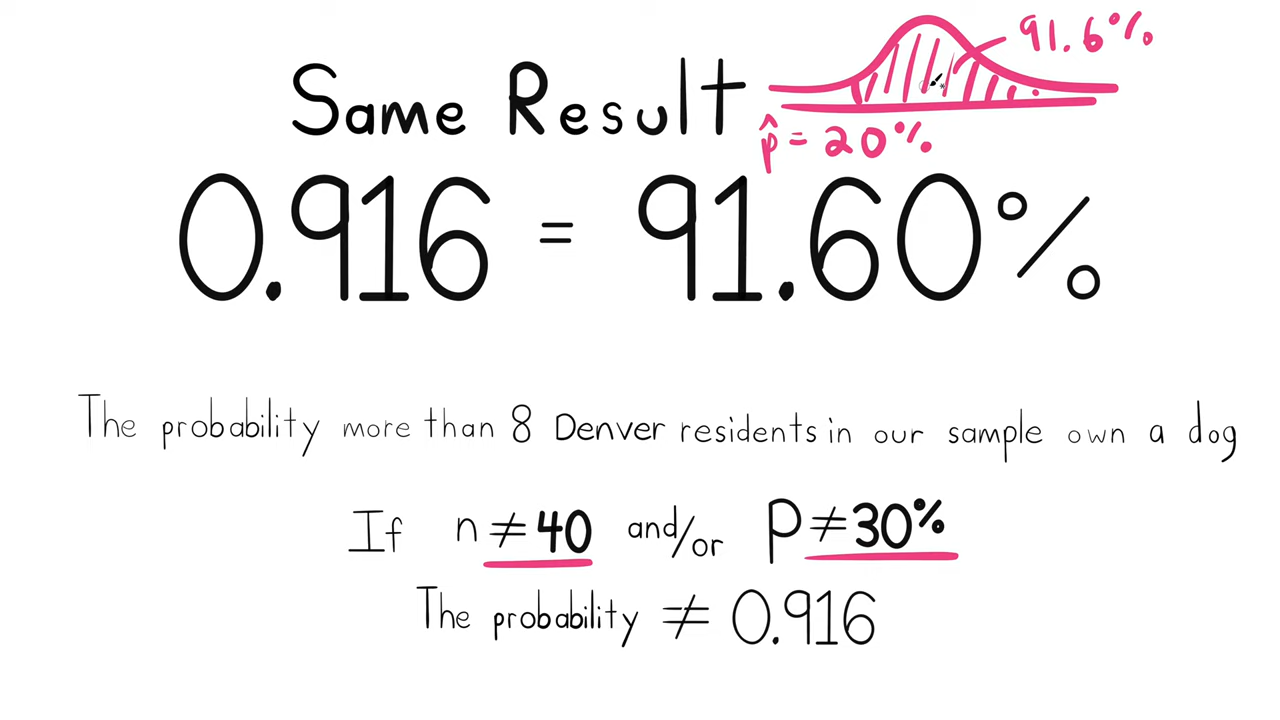 Same Result
91.6%
p̂ = 20%
0.916 = 91.60%
The probability more than 8 Denver residents in our sample own a dog
If n ≠ 40 and/or p ≠ 30%
The probability ≠ 0.916